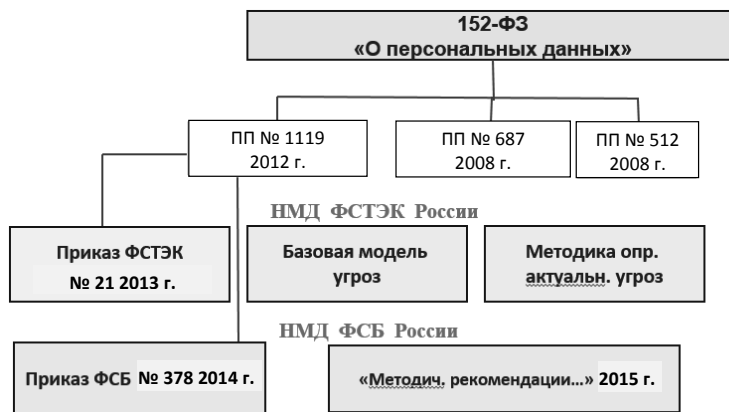 152-ФЗ
«О персональных данных»
ПП № 1119
2012 г.
ПП № 687
2008 г.
ПП № 512
2008 г.
НМД ФСТЭК России
Приказ ФСТЭК
№ 21 2013 г.
Базовая модель
угроз
Методика опр.
актуальн. угроз
НМД ФСБ России
Приказ ФСБ № 378 2014 г.
«Методич. рекомендации...» 2015 г.